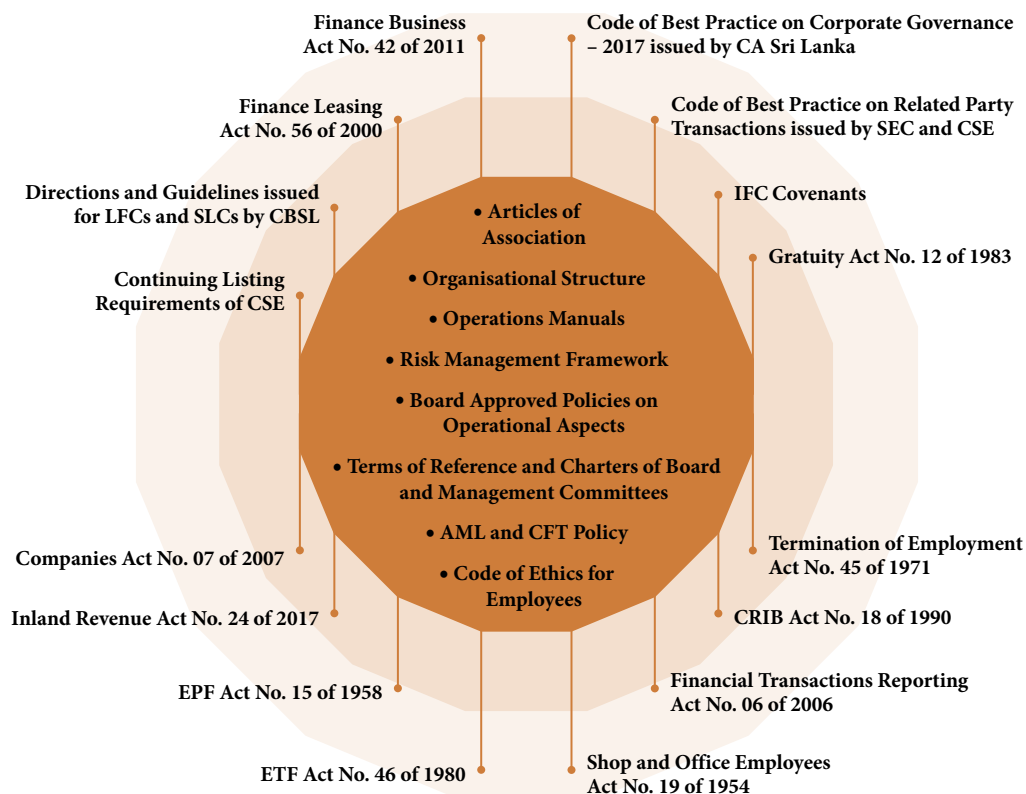 Finance Business
Act No. 42 of 2011
Code of Best Practice on Corporate Governance
– 2017 issued by CA Sri Lanka
Finance Leasing
Act No. 56 of 2000
Code of Best Practice on Related Party
Transactions issued by SEC and CSE
Directions and Guidelines issued
for LFCs and SLCs by CBSL
IFC Covenants
Continuing Listing
Requirements of CSE
Gratuity Act No. 12 of 1983
• Articles of
Association
• Organisational Structure
• Operations Manuals
• Risk Management Framework
• Board Approved Policies on
Operational Aspects
• Terms of Reference and Charters of Board
and Management Committees
• AML and CFT Policy
• Code of Ethics for
Employees
Companies Act No. 07 of 2007
Termination of Employment
Act No. 45 of 1971
Inland Revenue Act No. 24 of 2017
CRIB Act No. 18 of 1990
EPF Act No. 15 of 1958
Financial Transactions Reporting
Act No. 06 of 2006
ETF Act No. 46 of 1980
Shop and Office Employees
Act No. 19 of 1954